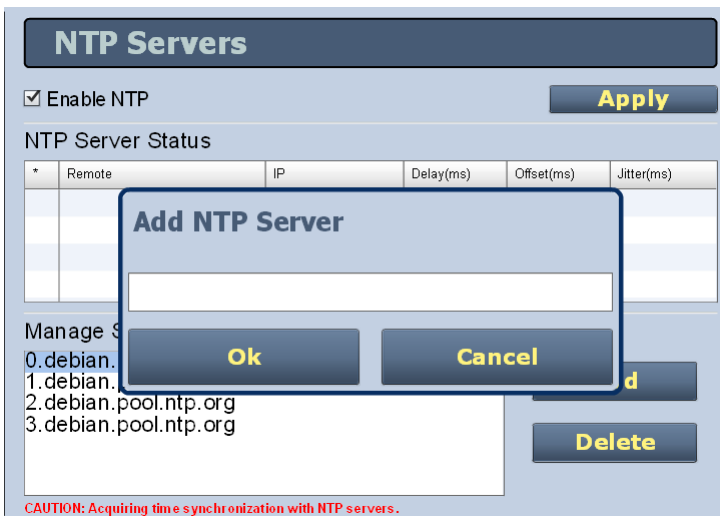 NTP Servers
Enable NTP
Apply
NTP Server Status
* Remote IP Delay(ms) Offset(ms) Jitter(ms)
Add NTP Server
Ok Cancel
Manage
0.debian.
1.debian.
2.debian.pool.ntp.org
3.debian.pool.ntp.org
Delete
CAUTION: Acquiring time synchronization with NTP servers.